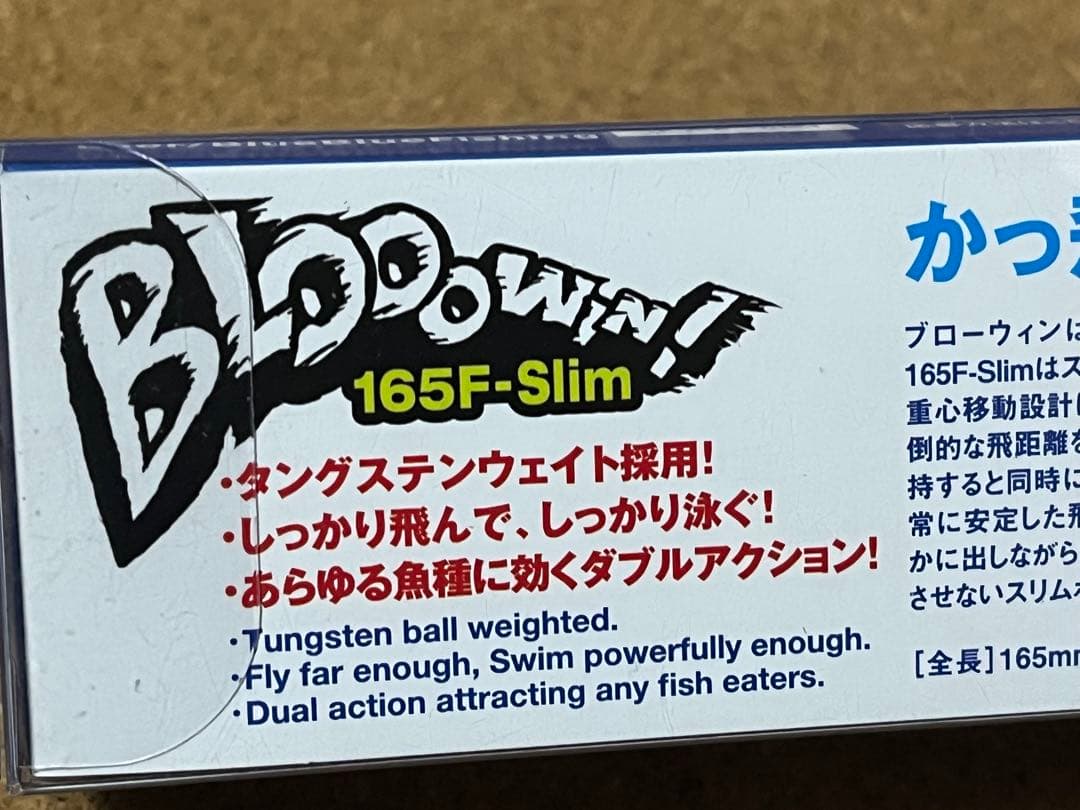 BlooowiN!
165F-Slim
・タングステンウェイト採用!
・しっかり飛んで、しっかり泳ぐ!
・あらゆる魚種に効くダブルアクション!
・Tungsten ball weighted.
・Fly far enough, Swim powerfully enough.
・Dual action attracting any fish eaters.
かっ飛
ブローウィンは
165F-Slimはス
重心移動設計
倒的な飛距離を
持すると同時に
常に安定した飛
かに出しながら
させないスリム
[全長]165mm